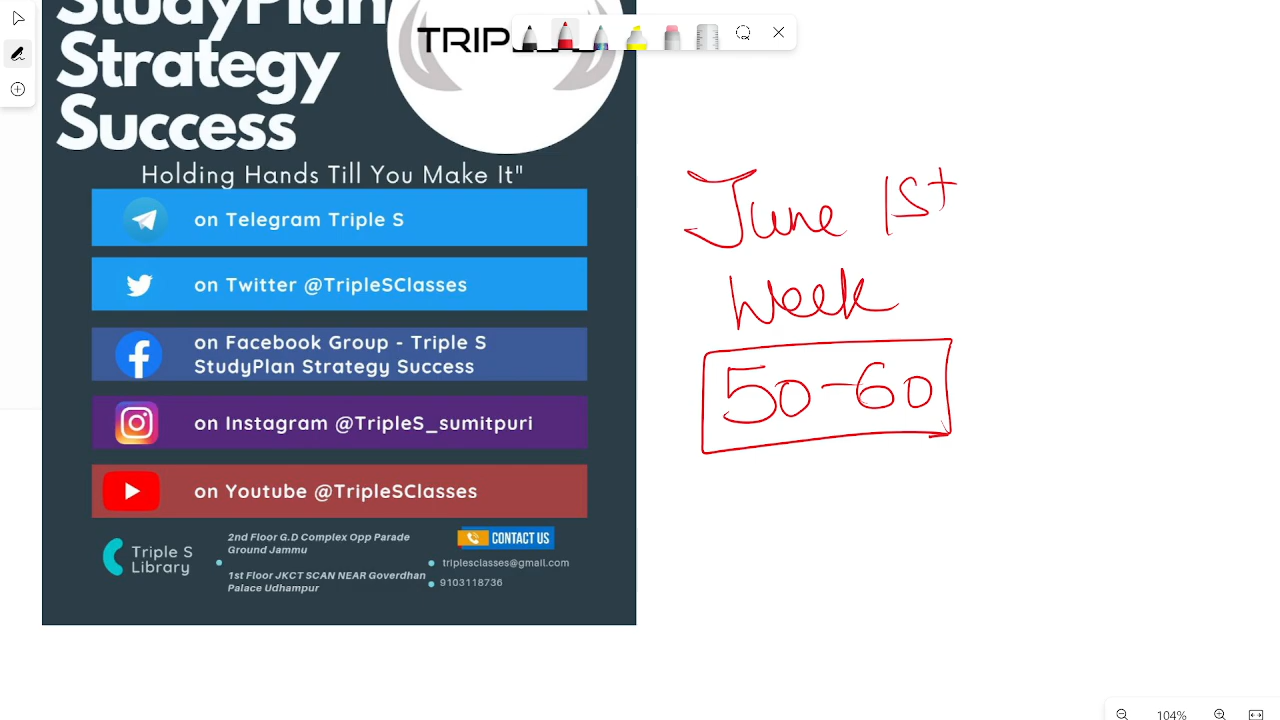 StudyPlan
Strategy
Success
TRIP
Holding Hands Till You Make It"
on Telegram Triple S
on Twitter @TripleSClasses
on Facebook Group - Triple S
StudyPlan Strategy Success
on Instagram @TripleS_sumitpuri
on Youtube @TripleSClasses
Triple S
Library
2nd Floor G.D Complex Opp Parade
Ground Jammu
1st Floor JKCT SCAN NEAR Goverdhan
Palace Udhampur
CONTACT US
triplesclasses@gmail.com
9103118736
June 1st
Week
50-60
104%